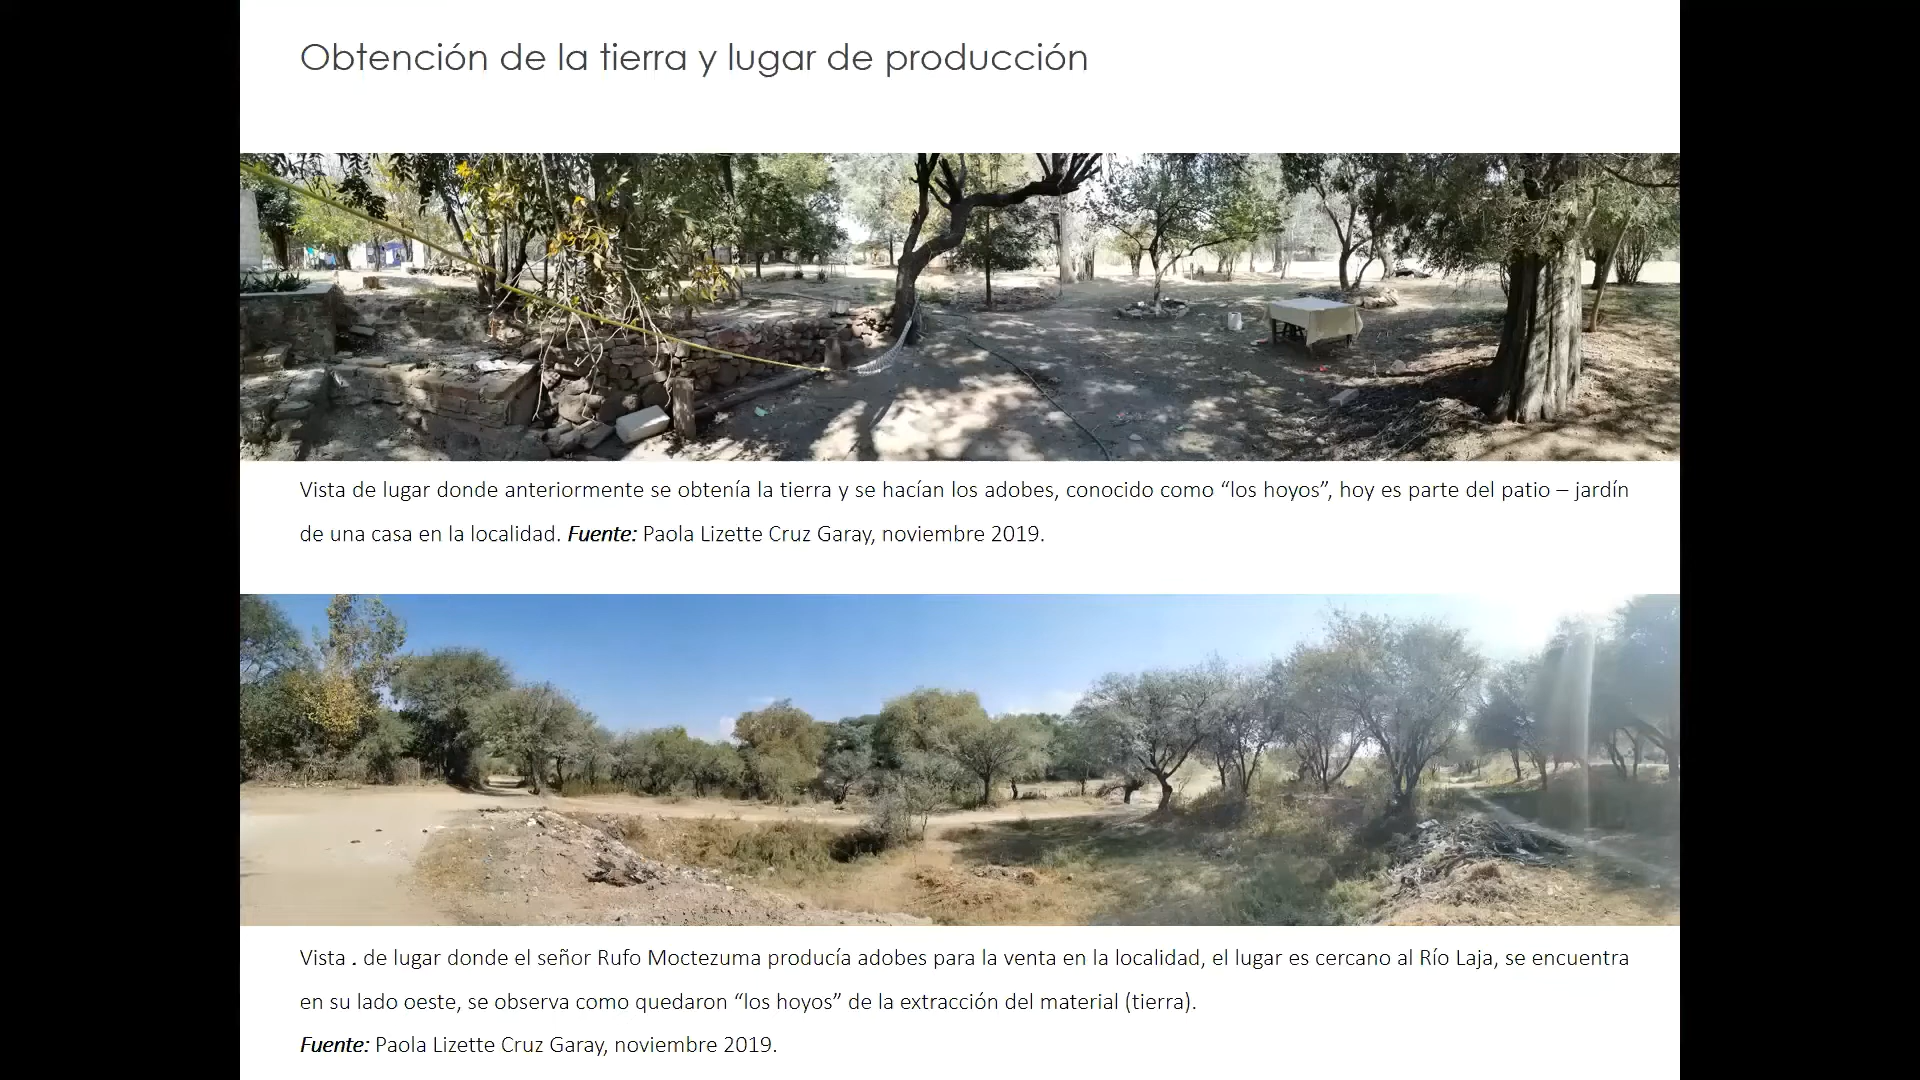 Obtención de la tierra y lugar de producción
Vista de lugar donde anteriormente se obtenía la tierra y se hacían los adobes, conocido como “los hoyos”, hoy es parte del patio – jardín
de una casa en la localidad. Fuente: Paola Lizette Cruz Garay, noviembre 2019.
Vista . de lugar donde el señor Rufo Moctezuma producía adobes para la venta en la localidad, el lugar es cercano al Río Laja, se encuentra
en su lado oeste, se observa como quedaron “los hoyos” de la extracción del material (tierra).
Fuente: Paola Lizette Cruz Garay, noviembre 2019.